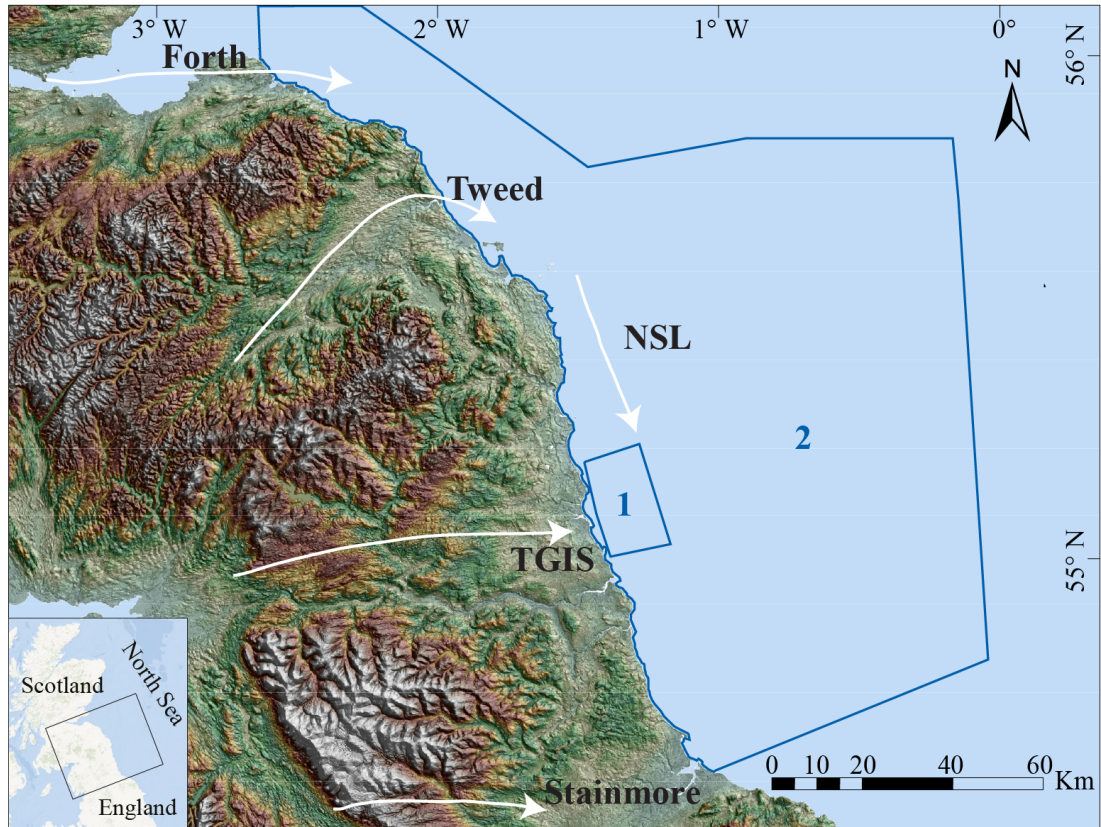 3° W
2° W
1° W
0°
56° N
Forth
N
Tweed
NSL
2
1
TGIS
55° N
Scotland
North Sea
England
Stainmore
0 10 20 40 60
Km